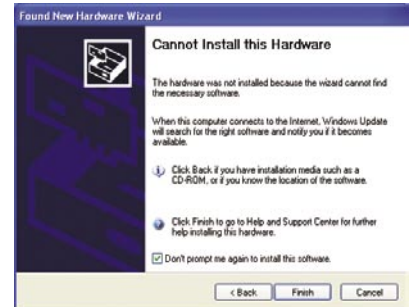 Found New Hardware Wizard
Cannot Install this Hardware
The hardware was not installed because the wizard cannot find
the necessary software.
When this computer connects to the Internet, Windows Update
will search for the right software and notify you if it becomes
available.
Click Back if you have installation media such as a
CD-ROM, or if you know the location of the software.
Click Finish to go to Help and Support Center for further
help installing this hardware.
Don't prompt me again to install this software.
< Back Finish Cancel